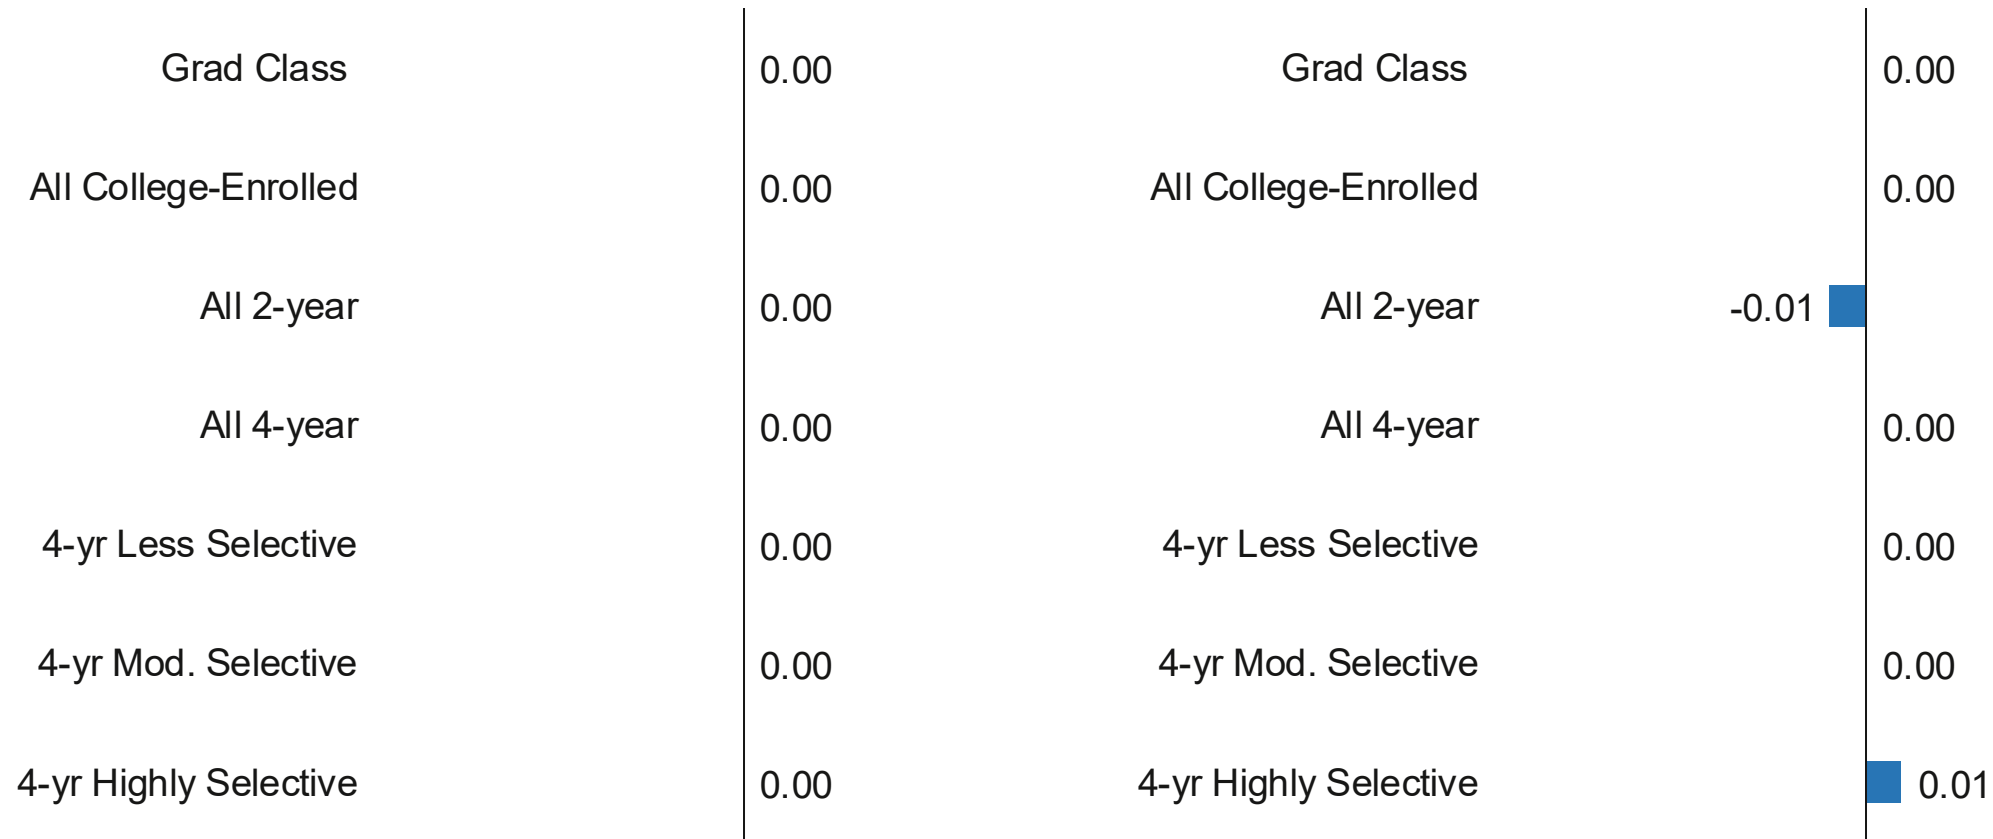 Grad Class 0.00
All College-Enrolled 0.00
All 2-year 0.00
All 4-year 0.00
4-yr Less Selective 0.00
4-yr Mod. Selective 0.00
4-yr Highly Selective 0.00
Grad Class 0.00
All College-Enrolled 0.00
All 2-year -0.01
All 4-year 0.00
4-yr Less Selective 0.00
4-yr Mod. Selective 0.00
4-yr Highly Selective 0.01